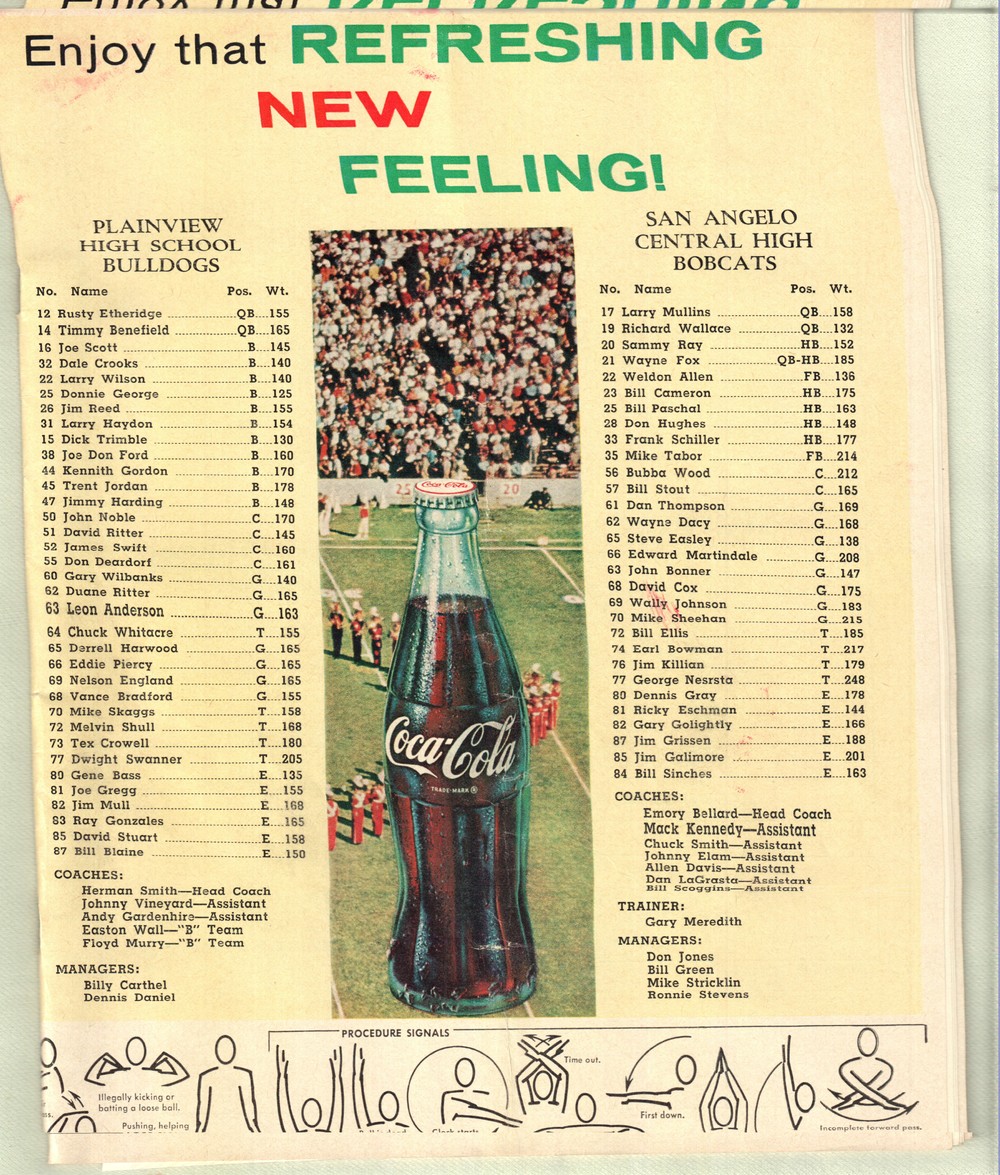 Enjoy that REFRESHING
NEW
FEELING!
PLAINVIEW
HIGH SCHOOL
BULLDOGS
No. Name Pos. Wt.
12 Rusty Etheridge QB 155
14 Timmy Benefield QB 165
16 Joe Scott B 145
32 Dale Crooks B 140
22 Larry Wilson B 140
25 Donnie George B 125
26 Jim Reed B 155
31 Larry Haydon B 154
15 Dick Trimble B 130
38 Joe Don Ford B 160
44 Kennith Gordon B 170
45 Trent Jordan B 178
47 Jimmy Harding B 148
50 John Noble C 170
51 David Ritter C 145
52 James Swift C 160
55 Don Deardorf C 161
60 Gary Wilbanks G 140
62 Duane Ritter G 165
63 Leon Anderson G 163
64 Chuck Whitacre T 155
65 Derrell Harwood G 165
66 Eddie Piercy G 165
69 Nelson England G 165
68 Vance Bradford G 155
70 Mike Skaggs T 158
72 Melvin Shull T 168
73 Tex Crowell T 180
77 Dwight Swanner T 205
80 Gene Bass E 135
81 Joe Gregg E 155
82 Jim Mull E 168
83 Ray Gonzales E 165
85 David Stuart E 158
87 Bill Blaine E 150
COACHES:
Herman Smith—Head Coach
Johnny Vineyard—Assistant
Andy Gardenhire—Assistant
Easton Wall—"B" Team
Floyd Murry—"B" Team
MANAGERS:
Billy Carthel
Dennis Daniel
25 20
Coca-Cola
Coca-Cola
TRADE-MARK ®
SAN ANGELO
CENTRAL HIGH
BOBCATS
No. Name Pos. Wt.
17 Larry Mullins QB 158
19 Richard Wallace QB 132
20 Sammy Ray HB 152
21 Wayne Fox QB-HB 185
22 Weldon Allen FB 136
23 Bill Cameron HB 175
25 Bill Paschal HB 163
28 Don Hughes HB 148
33 Frank Schiller HB 177
35 Mike Tabor FB 214
56 Bubba Wood C 212
57 Bill Stout C 165
61 Dan Thompson G 169
62 Wayne Dacy G 168
65 Steve Easley G 138
66 Edward Martindale G 208
63 John Bonner G 147
68 David Cox G 175
69 Wally Johnson G 183
70 Mike Sheehan G 215
72 Bill Ellis T 185
74 Earl Bowman T 217
76 Jim Killian T 179
77 George Nesrsta T 248
80 Dennis Gray E 178
81 Ricky Eschman E 144
82 Gary Golightly E 166
87 Jim Grissen E 188
85 Jim Galimore E 201
84 Bill Sinches E 163
COACHES:
Emory Bellard—Head Coach
Mack Kennedy—Assistant
Chuck Smith—Assistant
Johnny Elam—Assistant
Allen Davis—Assistant
Dan LaGrasta—Assistant
Bill Scoggins—Assistant
TRAINER:
Gary Meredith
MANAGERS:
Don Jones
Bill Green
Mike Stricklin
Ronnie Stevens
PROCEDURE SIGNALS
Illegally kicking or
batting a loose ball.
Pushing, helping
Time out.
First down.
Incomplete forward pass.